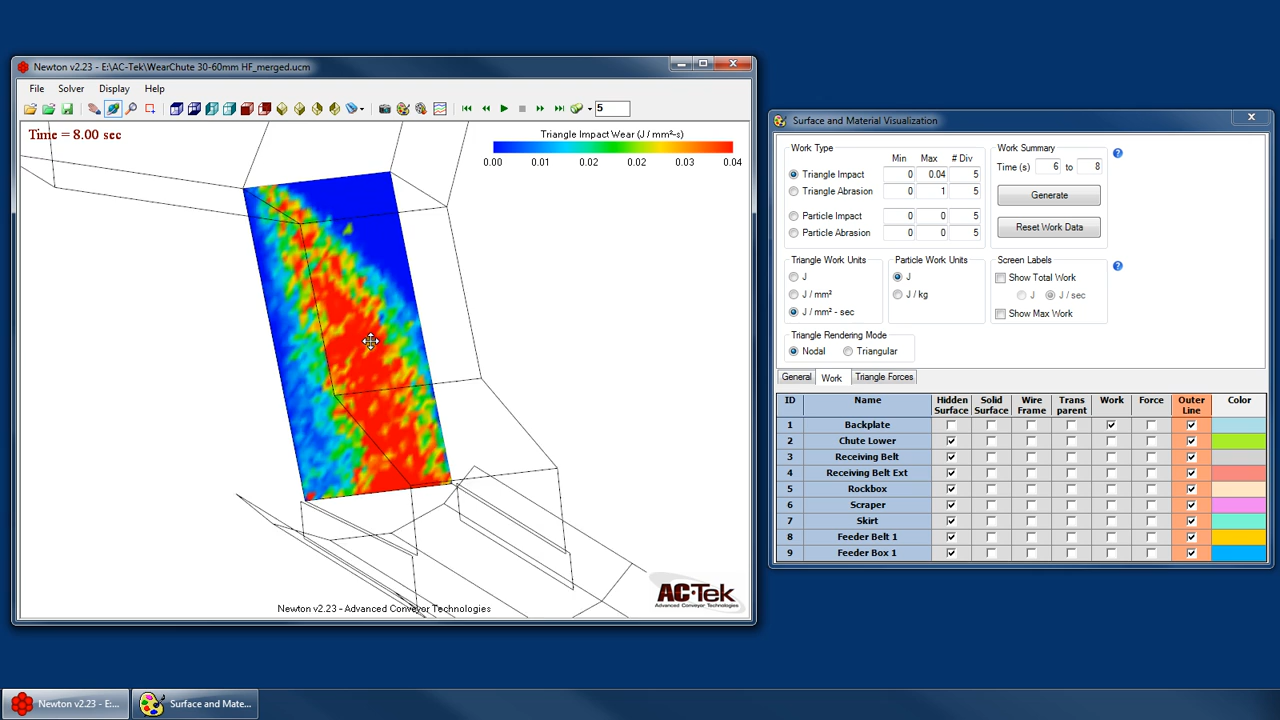 Newton v2.23 - E:\AC-Tek\WearChute 30-60mm HF_merged.ucm
File Solver Display Help
5
Time = 8.00 sec
Triangle Impact Wear (J / mm²-s)
0.00 0.01 0.02 0.03 0.04
AC-Tek
Advanced Conveyor Technologies
Newton v2.23 - Advanced Conveyor Technologies
Surface and Material Visualization
Work Type
Min Max # Div
Triangle Impact 0 0.04 5
Triangle Abrasion 0 1 5
Particle Impact 0 0 5
Particle Abrasion 0 0 5
Work Summary
Time (s) 6 to 8
Generate
Reset Work Data
Triangle Work Units
J
J / mm²
J / mm² - sec
Particle Work Units
J
J / kg
Screen Labels
Show Total Work
J J / sec
Show Max Work
Triangle Rendering Mode
Nodal Triangular
General Work Triangle Forces
ID Name Hidden Surface Solid Surface Wire Frame Trans parent Work Force Outer Line Color
1 Backplate
2 Chute Lower
3 Receiving Belt
4 Receiving Belt Ext
5 Rockbox
6 Scraper
7 Skirt
8 Feeder Belt 1
9 Feeder Box 1
Newton v2.23 - E:...
Surface and Mate...